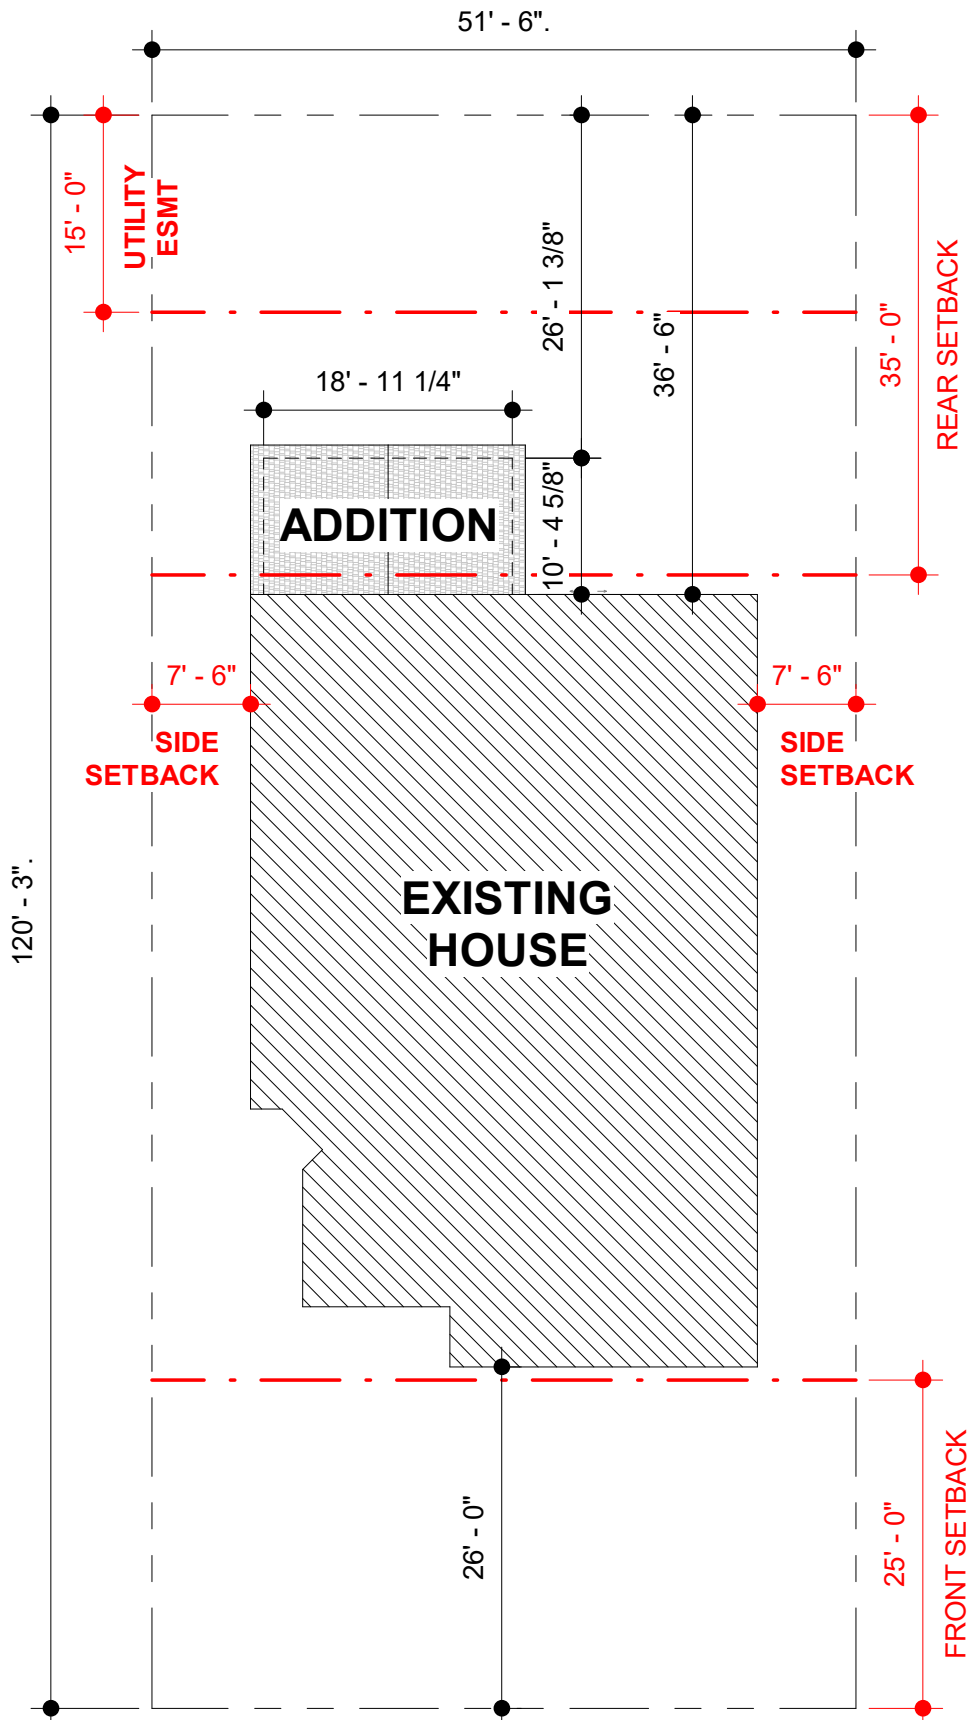 51' - 6".
15' - 0"
UTILITY
ESMT
26' - 1 3/8"
36' - 6"
35' - 0"
REAR SETBACK
18' - 11 1/4"
10' - 4 5/8"
ADDITION
7' - 6"
SIDE
SETBACK
7' - 6"
SIDE
SETBACK
120' - 3".
EXISTING
HOUSE
26' - 0"
25' - 0"
FRONT SETBACK